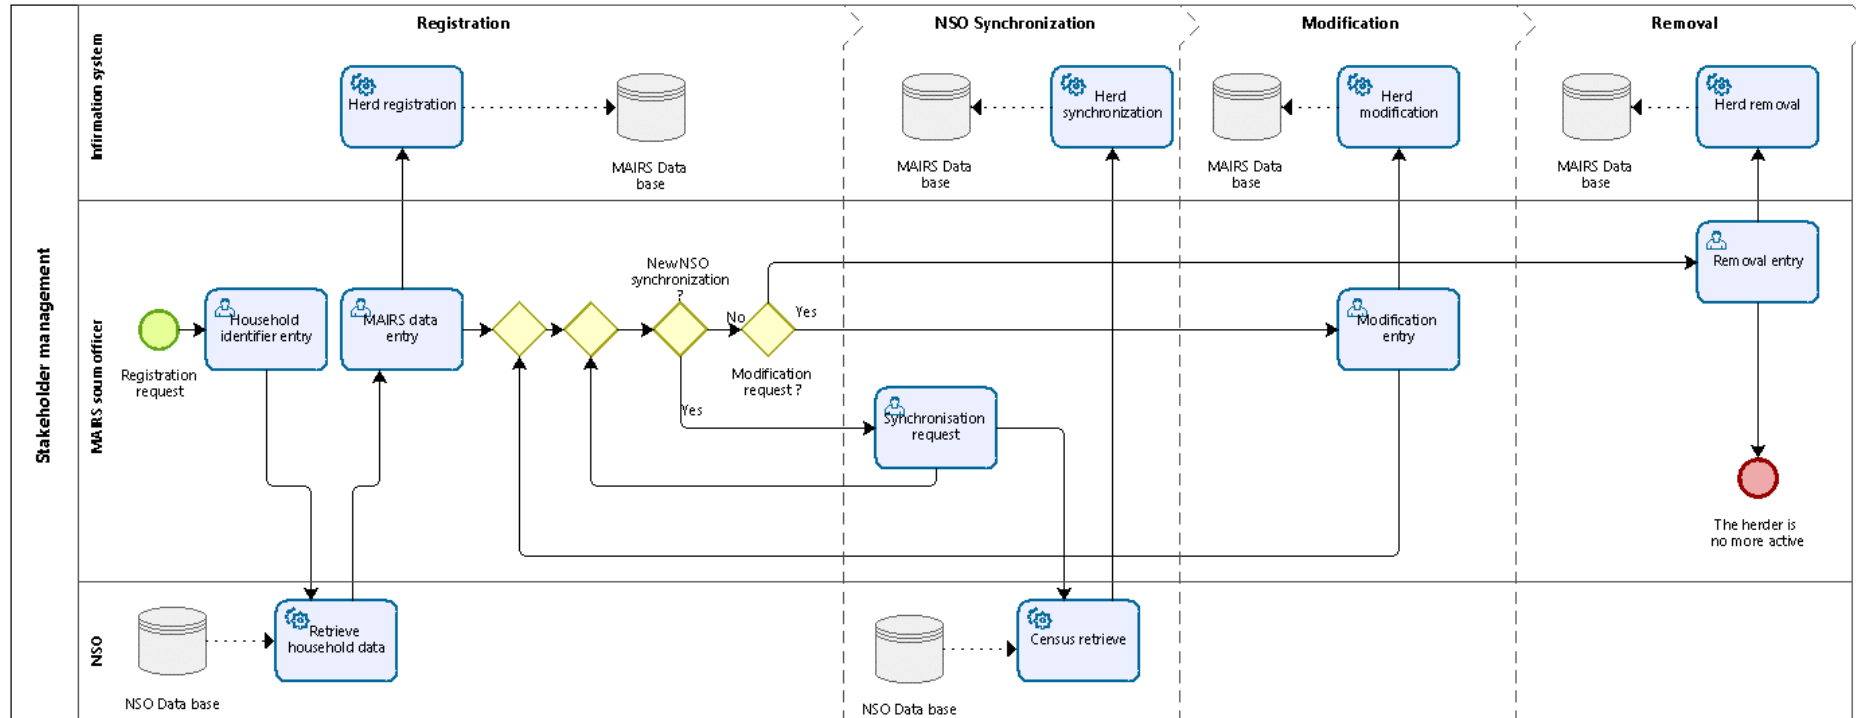 Registration
NSO Synchronization
Modification
Removal
Stakeholder management
Infirmation system
Herd registration
MAIRS Data
base
MAIRS Data
base
Herd
synchronization
MAIRS Data
base
Herd
modification
MAIRS Data
base
Herd removal
MAIRS soum officer
Registration
request
Household
identifier entry
MAIRS data
entry
New NSO
synchronization
?
No
Yes
Modification
request ?
Yes
Synchronisation
request
Modification
entry
Removal entry
The herder is
no more active
NSO
NSO Data base
Retrieve
household data
NSO Data base
Census retrieve